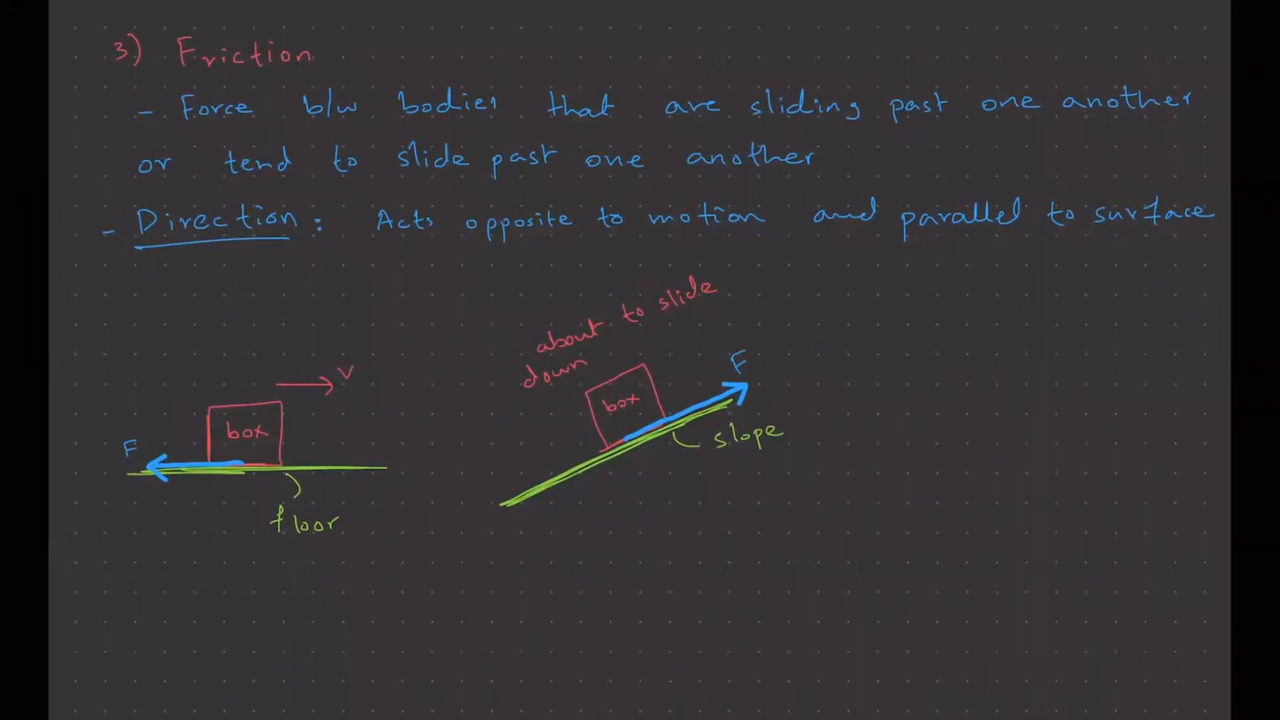 3) Friction
- Force b/w bodies that are sliding past one another
or tend to slide past one another
- Direction: Acts opposite to motion and parallel to surface
about to slide
down
V
F
box
F
box
slope
floor